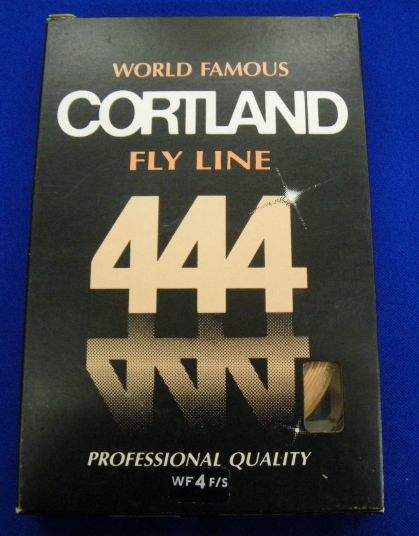 WORLD FAMOUS
CORTLAND
FLY LINE
444
PROFESSIONAL QUALITY
WF 4 F/S